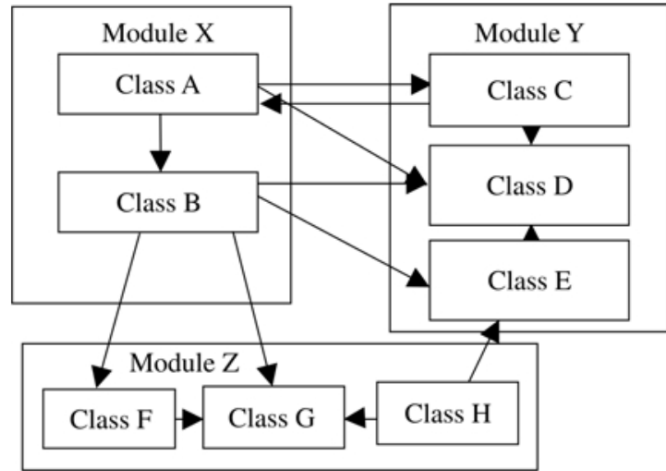 Module X
Class A
Class B
Module Y
Class C
Class D
Class E
Module Z
Class F
Class G
Class H